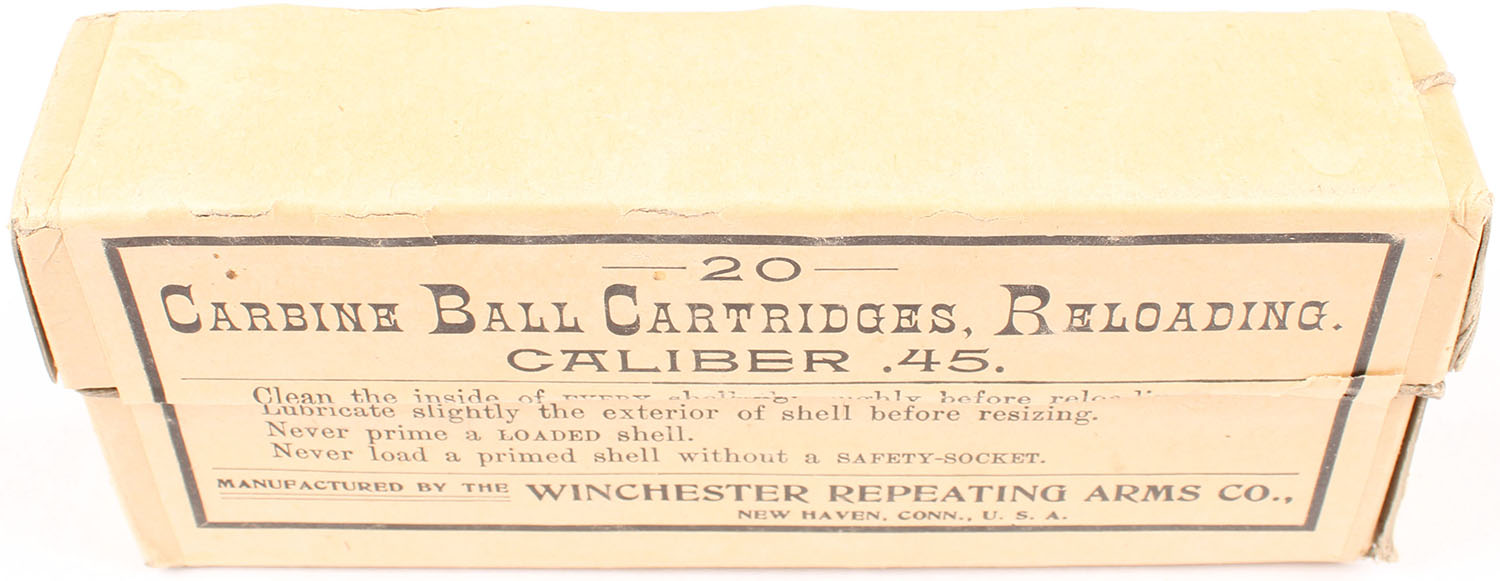 20
CARBINE BALL CARTRIDGES, RELOADING.
CALIBER .45.
Clean the inside of EVERY before
Lubricate slightly the exterior of shell before resizing.
Never prime a LOADED shell.
Never load a primed shell without a SAFETY-SOCKET.
MANUFACTURED BY THE WINCHESTER REPEATING ARMS CO.,
NEW HAVEN, CONN., U. S. A.